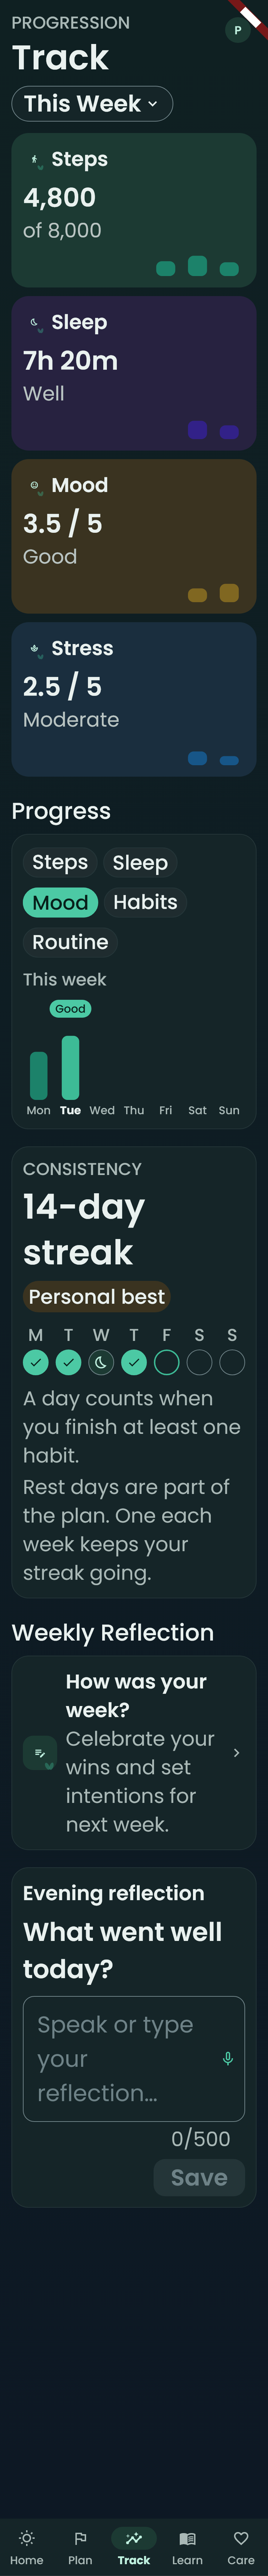 PROGRESSION
P
Track
This Week
Steps
4,800
of 8,000
Sleep
7h 20m
Well
Mood
3.5 / 5
Good
Stress
2.5 / 5
Moderate
Progress
Steps Sleep
Mood Habits
Routine
This week
Good
Mon Tue Wed Thu Fri Sat Sun
CONSISTENCY
14-day
streak
Personal best
M T W T F S S
A day counts when
you finish at least one
habit.
Rest days are part of
the plan. One each
week keeps your
streak going.
Weekly Reflection
How was your
week?
Celebrate your
wins and set
intentions for
next week.
Evening reflection
What went well
today?
Speak or type
your
reflection...
0/500
Save
Home Plan Track Learn Care